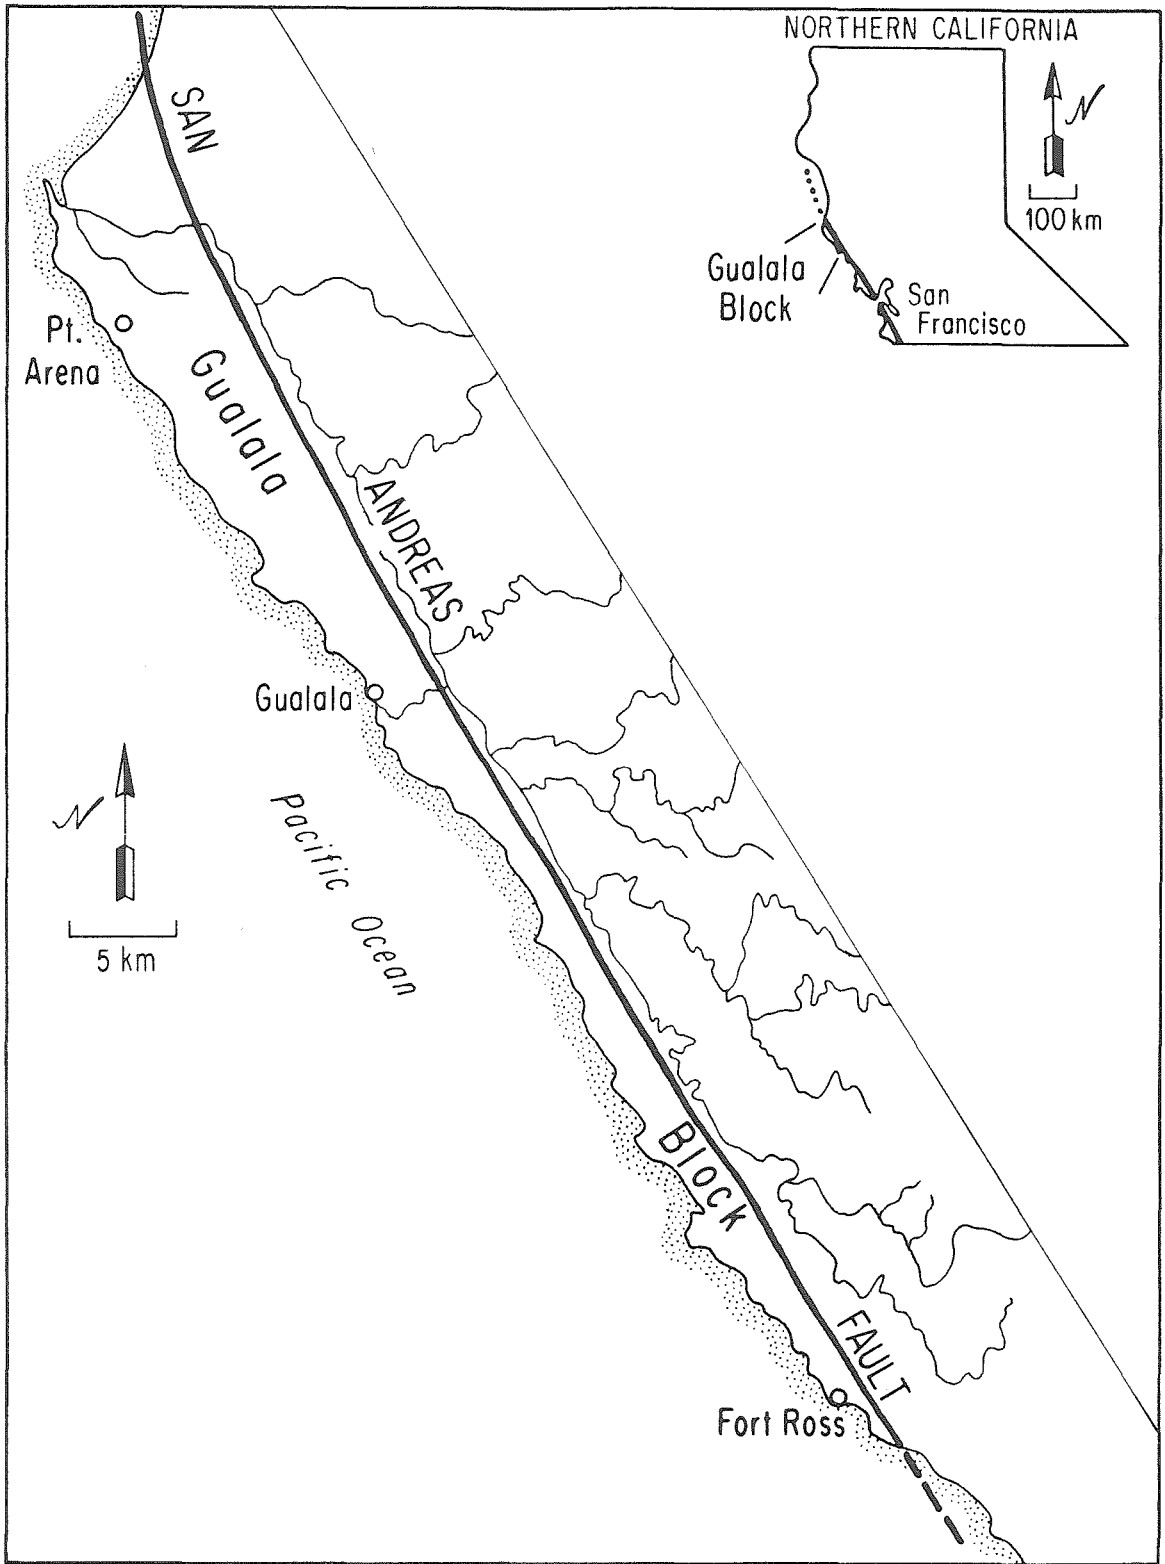 NORTHERN CALIFORNIA
N
100 km
Gualala
Block
San
Francisco
SAN
ANDREAS
FAULT
Pt.
Arena
Gualala
Block
Gualala
N
5 km
Pacific Ocean
Fort Ross